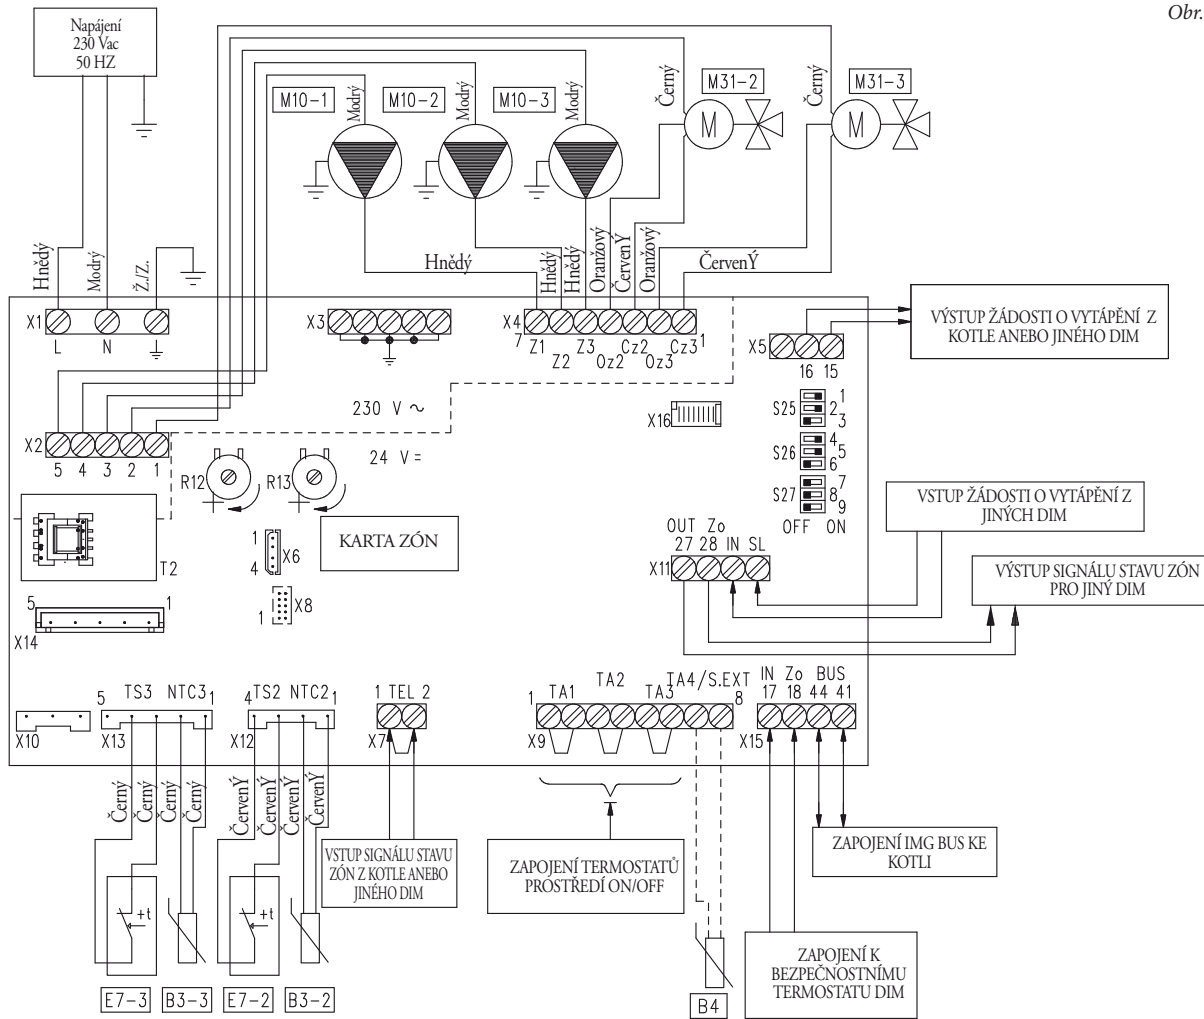 Obr.
Napájení
230 Vac
50 HZ
M10-1
Modrý
M10-2
Modrý
M10-3
Modrý
Černý
M31-2
M
Černý
M31-3
M
Hnědý
Modrý
Ž./Z.
Hnědý
Hnědý
Hnědý
Oranžový
ČervenÝ
Oranžový
ČervenÝ
X1
L
N
X3
X4
7
Z1
Z2
Z3
Oz2
Cz2
Oz3
Cz3
1
X5
16 15
VÝSTUP ŽÁDOSTI O VYTÁPĚNÍ Z
KOTLE ANEBO JINÉHO DIM
230 V ~
24 V =
X2
5 4 3 2 1
R12
R13
X16
S25
1
2
3
S26
4
5
6
S27
7
8
9
OFF ON
KARTA ZÓN
T2
1
4
X6
1
X8
5
1
X14
OUT Zo
27 28 IN SL
X11
VSTUP ŽÁDOSTI O VYTÁPĚNÍ Z
JINÝCH DIM
VÝSTUP SIGNÁLU STAVU ZÓN
PRO JINÝ DIM
X10
5 TS3 NTC3 1
X13
4 TS2 NTC2 1
X12
1 TEL 2
X7
1 TA1 TA2 TA3 TA4/S.EXT 8
X9
IN Zo BUS
17 18 44 41
X15
Černý
Černý
Černý
Černý
ČervenÝ
ČervenÝ
ČervenÝ
ČervenÝ
VSTUP SIGNÁLU STAVU
ZÓN Z KOTLE ANEBO
JINÉHO DIM
ZAPOJENÍ TERMOSTATŮ
PROSTŘEDÍ ON/OFF
ZAPOJENÍ IMG BUS KE
KOTLI
ZAPOJENÍ K
BEZPEČNOSTNÍMU
TERMOSTATU DIM
+t
+t
E7-3
B3-3
E7-2
B3-2
B4